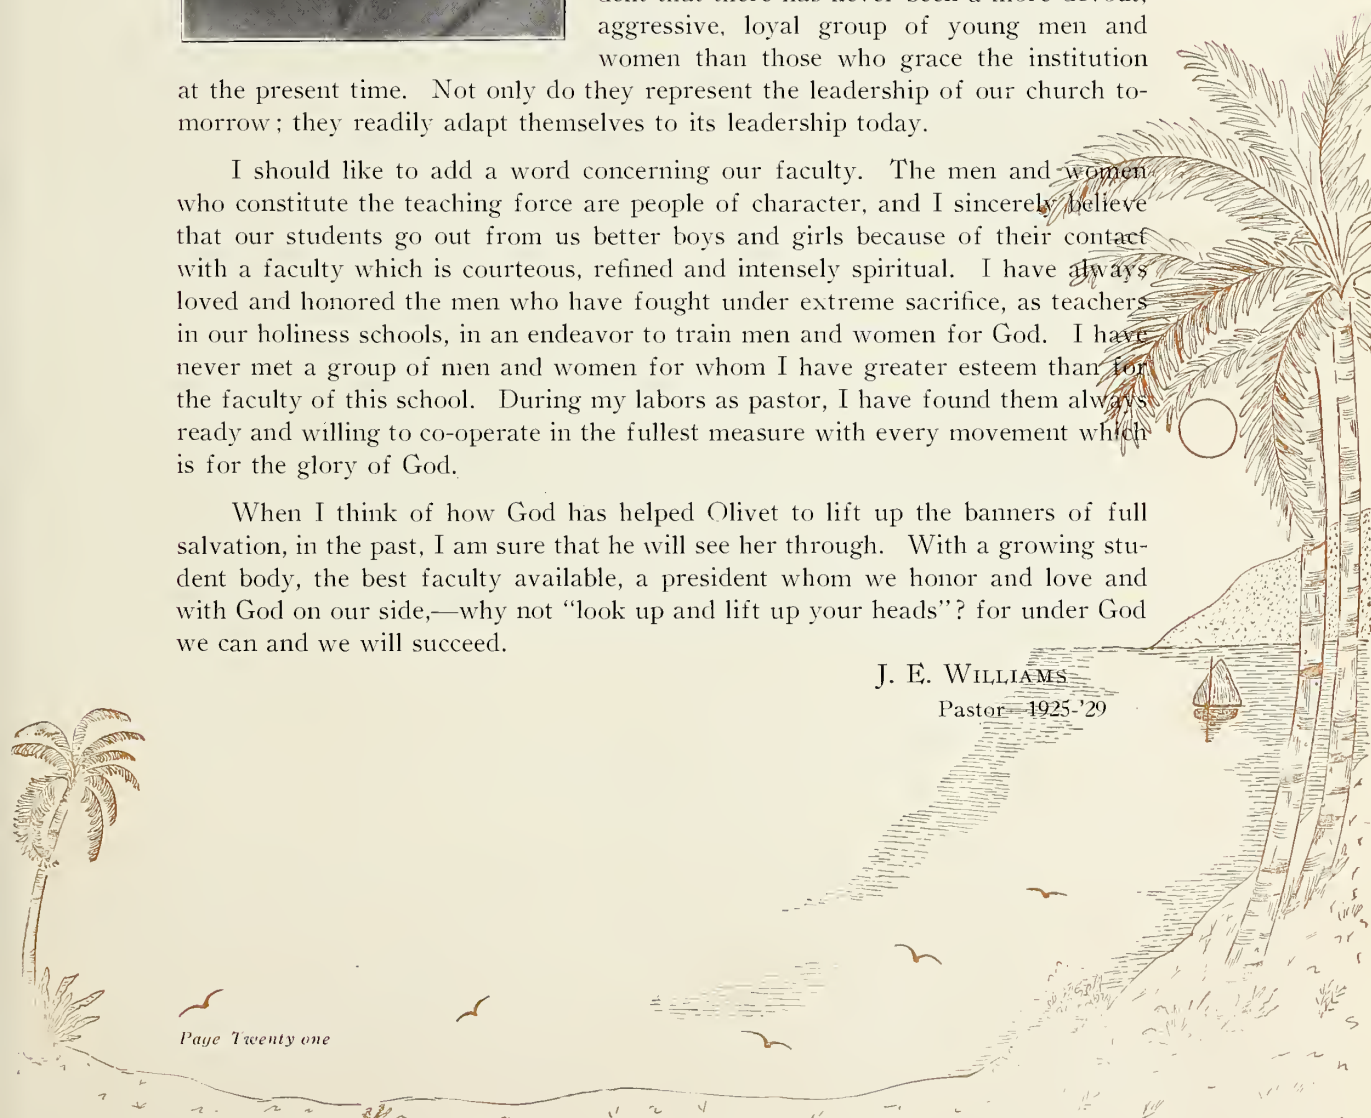 dent that there has never been a more devout,
aggressive, loyal group of young men and
women than those who grace the institution
at the present time. Not only do they represent the leadership of our church to-
morrow; they readily adapt themselves to its leadership today.
I should like to add a word concerning our faculty. The men and women
who constitute the teaching force are people of character, and I sincerely believe
that our students go out from us better boys and girls because of their contact
with a faculty which is courteous, refined and intensely spiritual. I have always
loved and honored the men who have fought under extreme sacrifice, as teachers
in our holiness schools, in an endeavor to train men and women for God. I have
never met a group of men and women for whom I have greater esteem than for
the faculty of this school. During my labors as pastor, I have found them always
ready and willing to co-operate in the fullest measure with every movement which
is for the glory of God.
When I think of how God has helped Olivet to lift up the banners of full
salvation, in the past, I am sure that he will see her through. With a growing stu-
dent body, the best faculty available, a president whom we honor and love and
with God on our side,—why not "look up and lift up your heads"? for under God
we can and we will succeed.
J. E. WILLIAMS
Pastor—1925-'29
Page Twenty one